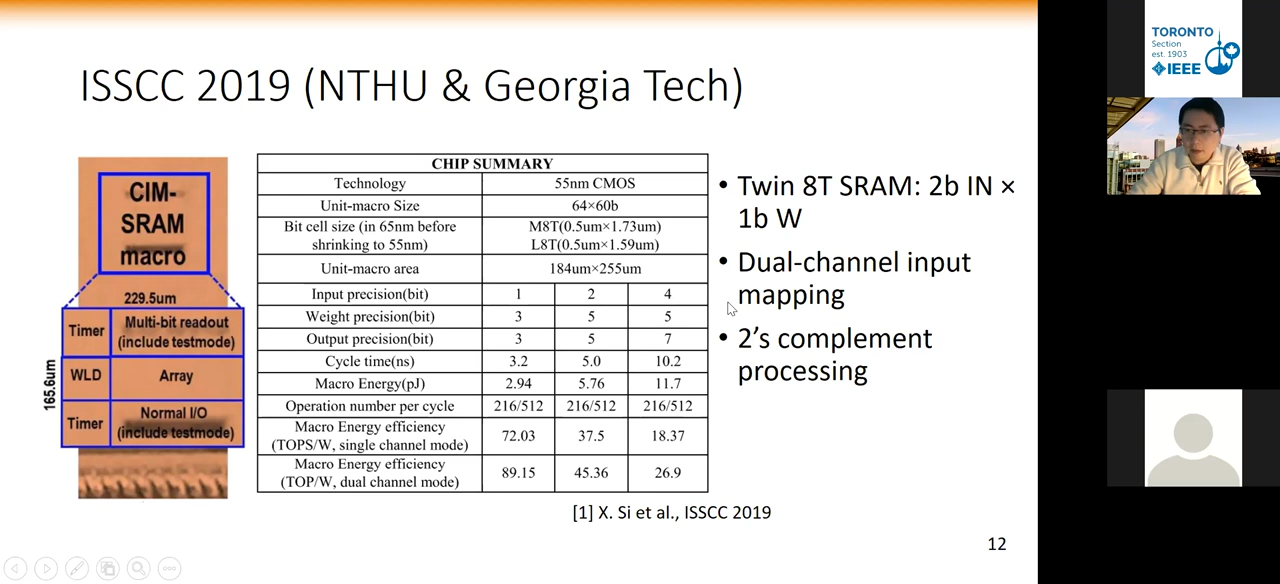 ISSCC 2019 (NTHU & Georgia Tech)
CIM-
SRAM
macro
229.5um
165.6um
Timer
Multi-bit readout
(include testmode)
WLD
Array
Timer
Normal I/O
(include testmode)
CHIP SUMMARY
Technology 55nm CMOS
Unit-macro Size 64×60b
Bit cell size (in 65nm before
shrinking to 55nm)
M8T(0.5um×1.73um)
L8T(0.5um×1.59um)
Unit-macro area 184um×255um
Input precision(bit) 1 2 4
Weight precision(bit) 3 5 5
Output precision(bit) 3 5 7
Cycle time(ns) 3.2 5.0 10.2
Macro Energy(pJ) 2.94 5.76 11.7
Operation number per cycle 216/512 216/512 216/512
Macro Energy efficiency
(TOPS/W, single channel mode)
72.03 37.5 18.37
Macro Energy efficiency
(TOP/W, dual channel mode)
89.15 45.36 26.9
• Twin 8T SRAM: 2b IN ×
1b W
• Dual-channel input
mapping
• 2’s complement
processing
[1] X. Si et al., ISSCC 2019
12
TORONTO
Section
est. 1903
IEEE